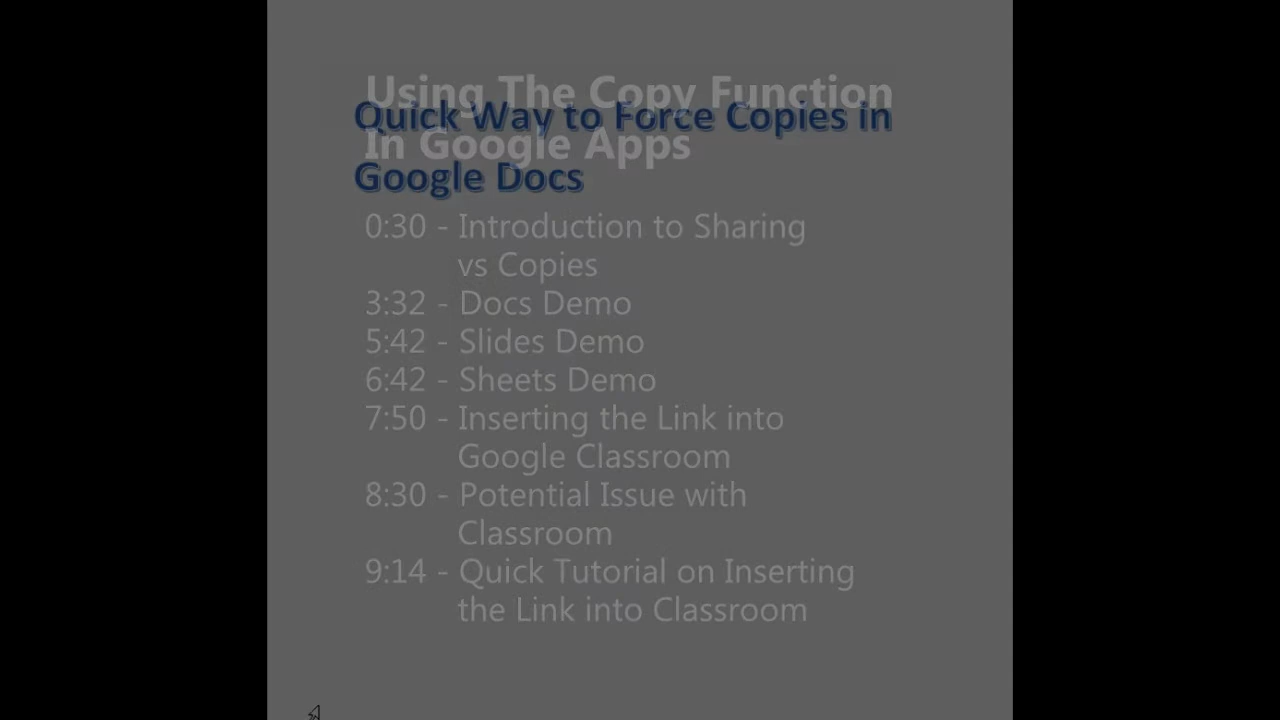 Using The Copy Function
Quick Way to Force Copies in
In Google Apps
Google Docs
0:30 - Introduction to Sharing
vs Copies
3:32 - Docs Demo
5:42 - Slides Demo
6:42 - Sheets Demo
7:50 - Inserting the Link into
Google Classroom
8:30 - Potential Issue with
Classroom
9:14 - Quick Tutorial on Inserting
the Link into Classroom